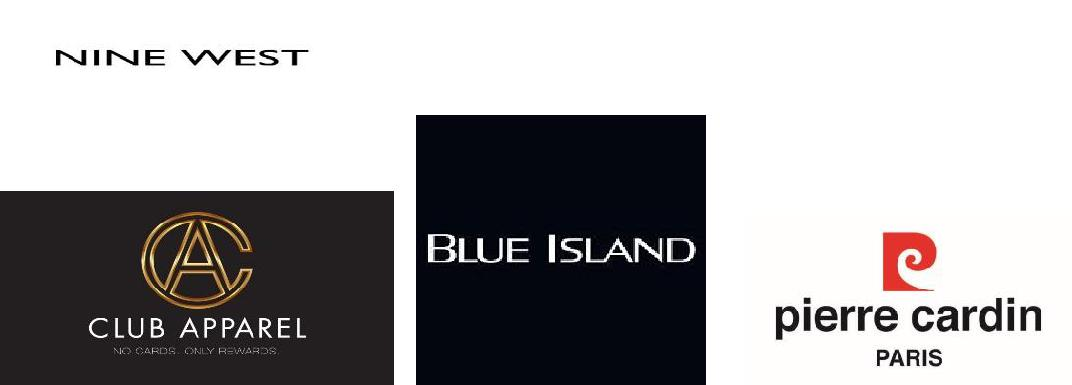 NINE WEST
CLUB APPAREL
NO CARDS. ONLY REWARDS.
BLUE ISLAND
pierre cardin
PARIS